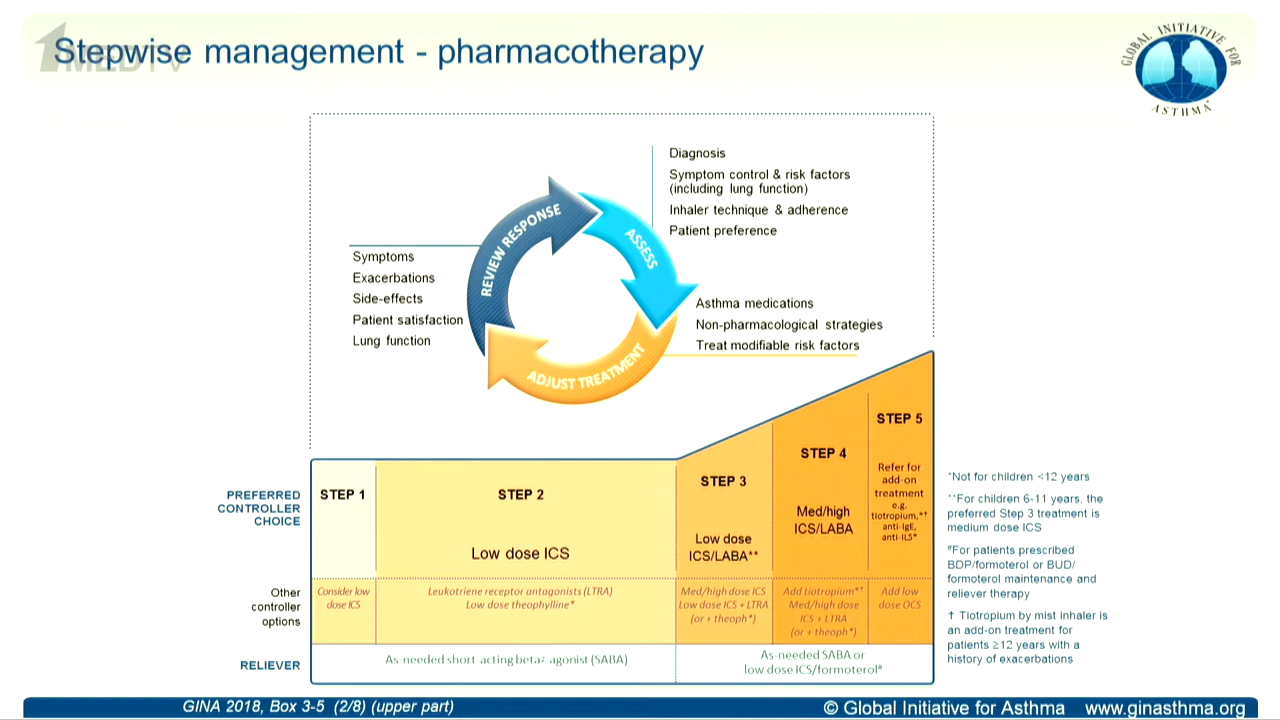 Stepwise management - pharmacotherapy
1MEDTV
GLOBAL INITIATIVE FOR
ASTHMA
Diagnosis
Symptom control & risk factors
(including lung function)
Inhaler technique & adherence
Patient preference
REVIEW RESPONSE
ASSESS
ADJUST TREATMENT
Symptoms
Exacerbations
Side-effects
Patient satisfaction
Lung function
Asthma medications
Non-pharmacological strategies
Treat modifiable risk factors
PREFERRED
CONTROLLER
CHOICE
STEP 1
STEP 2
Low dose ICS
STEP 3
Low dose
ICS/LABA**
STEP 4
Med/high
ICS/LABA
STEP 5
Refer for
add-on
treatment
e.g.
tiotropium,*†
anti-IgE,
anti-IL5*
Other
controller
options
Consider low
dose ICS
Leukotriene receptor antagonists (LTRA)
Low dose theophylline*
Med/high dose ICS
Low dose ICS + LTRA
(or + theoph*)
Add tiotropium*†
Med/high dose
ICS + LTRA
(or + theoph*)
Add low
dose OCS
RELIEVER
As-needed short-acting beta2-agonist (SABA)
As-needed SABA or
low dose ICS/formoterol#
*Not for children <12 years
**For children 6-11 years, the
preferred Step 3 treatment is
medium dose ICS
#For patients prescribed
BDP/formoterol or BUD/
formoterol maintenance and
reliever therapy
† Tiotropium by mist inhaler is
an add-on treatment for
patients ≥12 years with a
history of exacerbations
GINA 2018, Box 3-5 (2/8) (upper part)
© Global Initiative for Asthma www.ginasthma.org